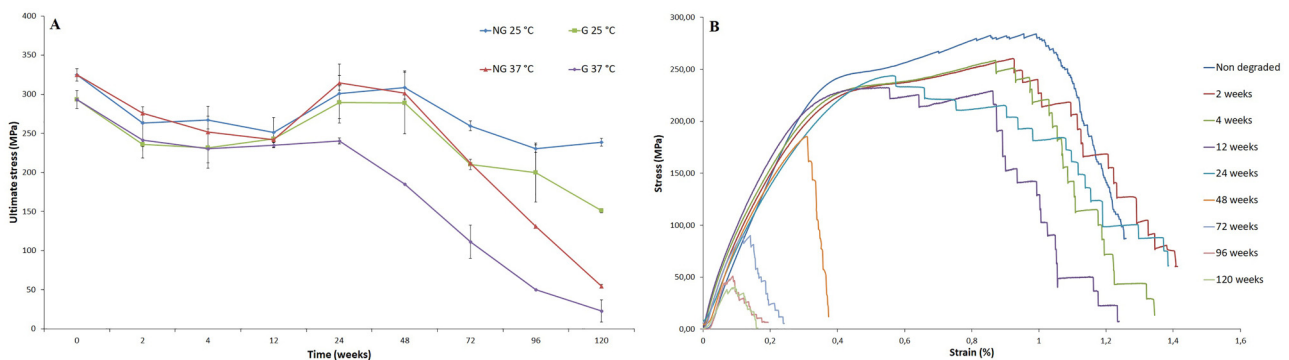 A
NG 25 °C
G 25 °C
NG 37 °C
G 37 °C
Ultimate stress (MPa)
400
350
300
250
200
150
100
50
0
0 2 4 12 24 48 72 96 120
Time (weeks)
B
Stress (MPa)
300,00
250,00
200,00
150,00
100,00
50,00
0,00
0 0,2 0,4 0,6 0,8 1 1,2 1,4 1,6
Strain (%)
Non degraded
2 weeks
4 weeks
12 weeks
24 weeks
48 weeks
72 weeks
96 weeks
120 weeks